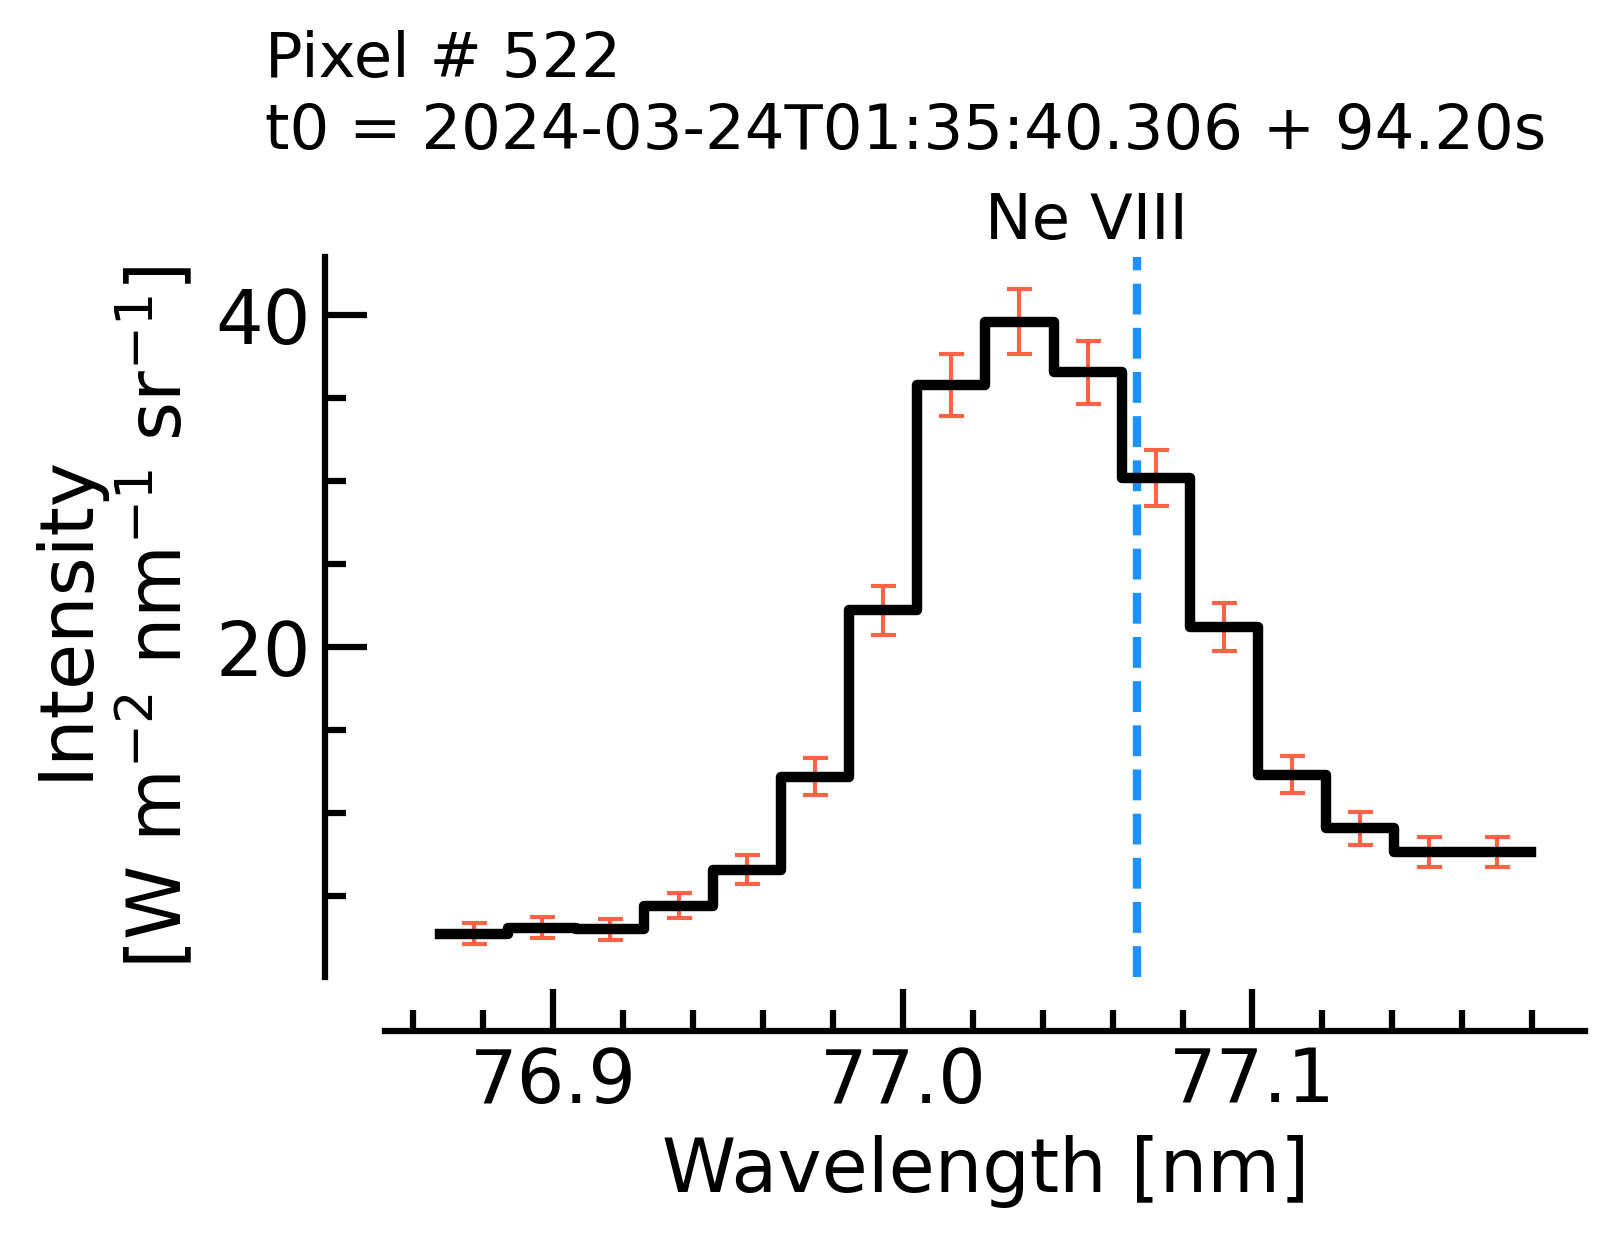 Pixel # 522
t0 = 2024-03-24T01:35:40.306 + 94.20s
Ne VIII
Intensity
[W m⁻² nm⁻¹ sr⁻¹]
40
20
76.9 77.0 77.1
Wavelength [nm]